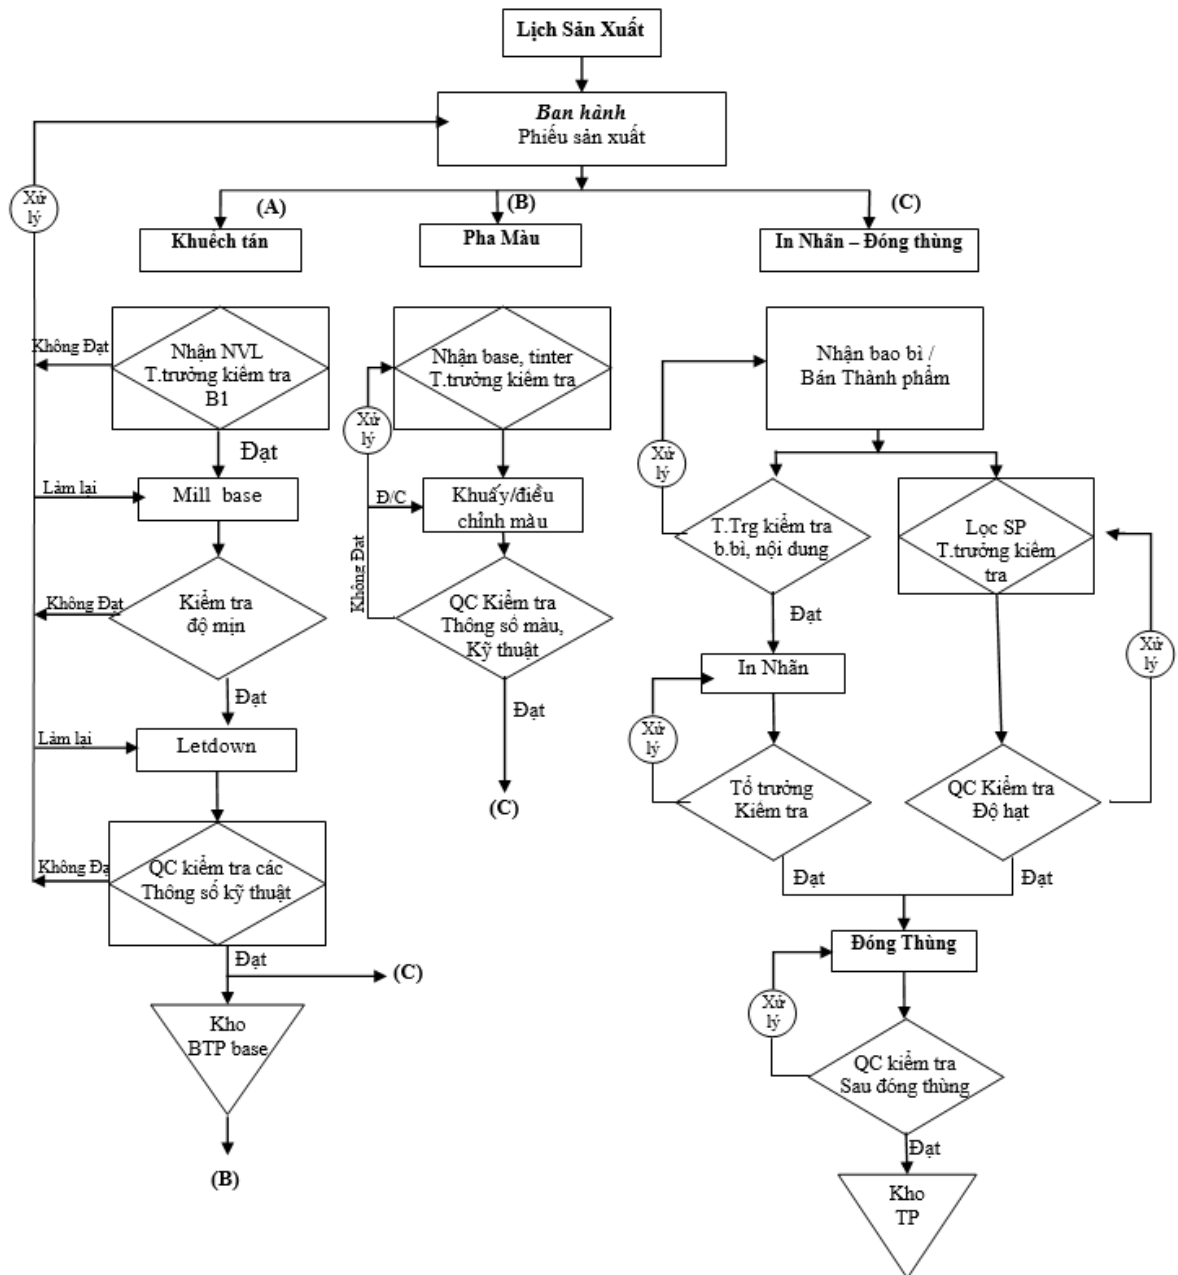 Lịch Sản Xuất
Ban hành
Phiếu sản xuất
Xử
lý
(A)
(B)
(C)
Khuếch tán
Pha Màu
In Nhãn – Đóng thùng
Không Đạt
Nhận NVL
T.trưởng kiểm tra
B1
Đạt
Làm lại
Mill base
Không Đạt
Kiểm tra
độ mịn
Đạt
Làm lại
Letdown
Không Đạ
QC kiểm tra các
Thông số kỹ thuật
Đạt
(C)
Kho
BTP base
(B)
Nhận base, tinter
T.trưởng kiểm tra
Xử
lý
Đ/C
Khuấy/điều
chỉnh màu
Không Đạt
QC Kiểm tra
Thông số màu,
Kỹ thuật
Đạt
(C)
Nhận bao bì /
Bán Thành phẩm
Xử
lý
T.Trg kiểm tra
b.bì, nội dung
Đạt
In Nhãn
Xử
lý
Tổ trưởng
Kiểm tra
Đạt
Lọc SP
T.trưởng kiểm
tra
Xử
lý
QC Kiểm tra
Độ hạt
Đạt
Đóng Thùng
Xử
lý
QC kiểm tra
Sau đóng thùng
Đạt
Kho
TP